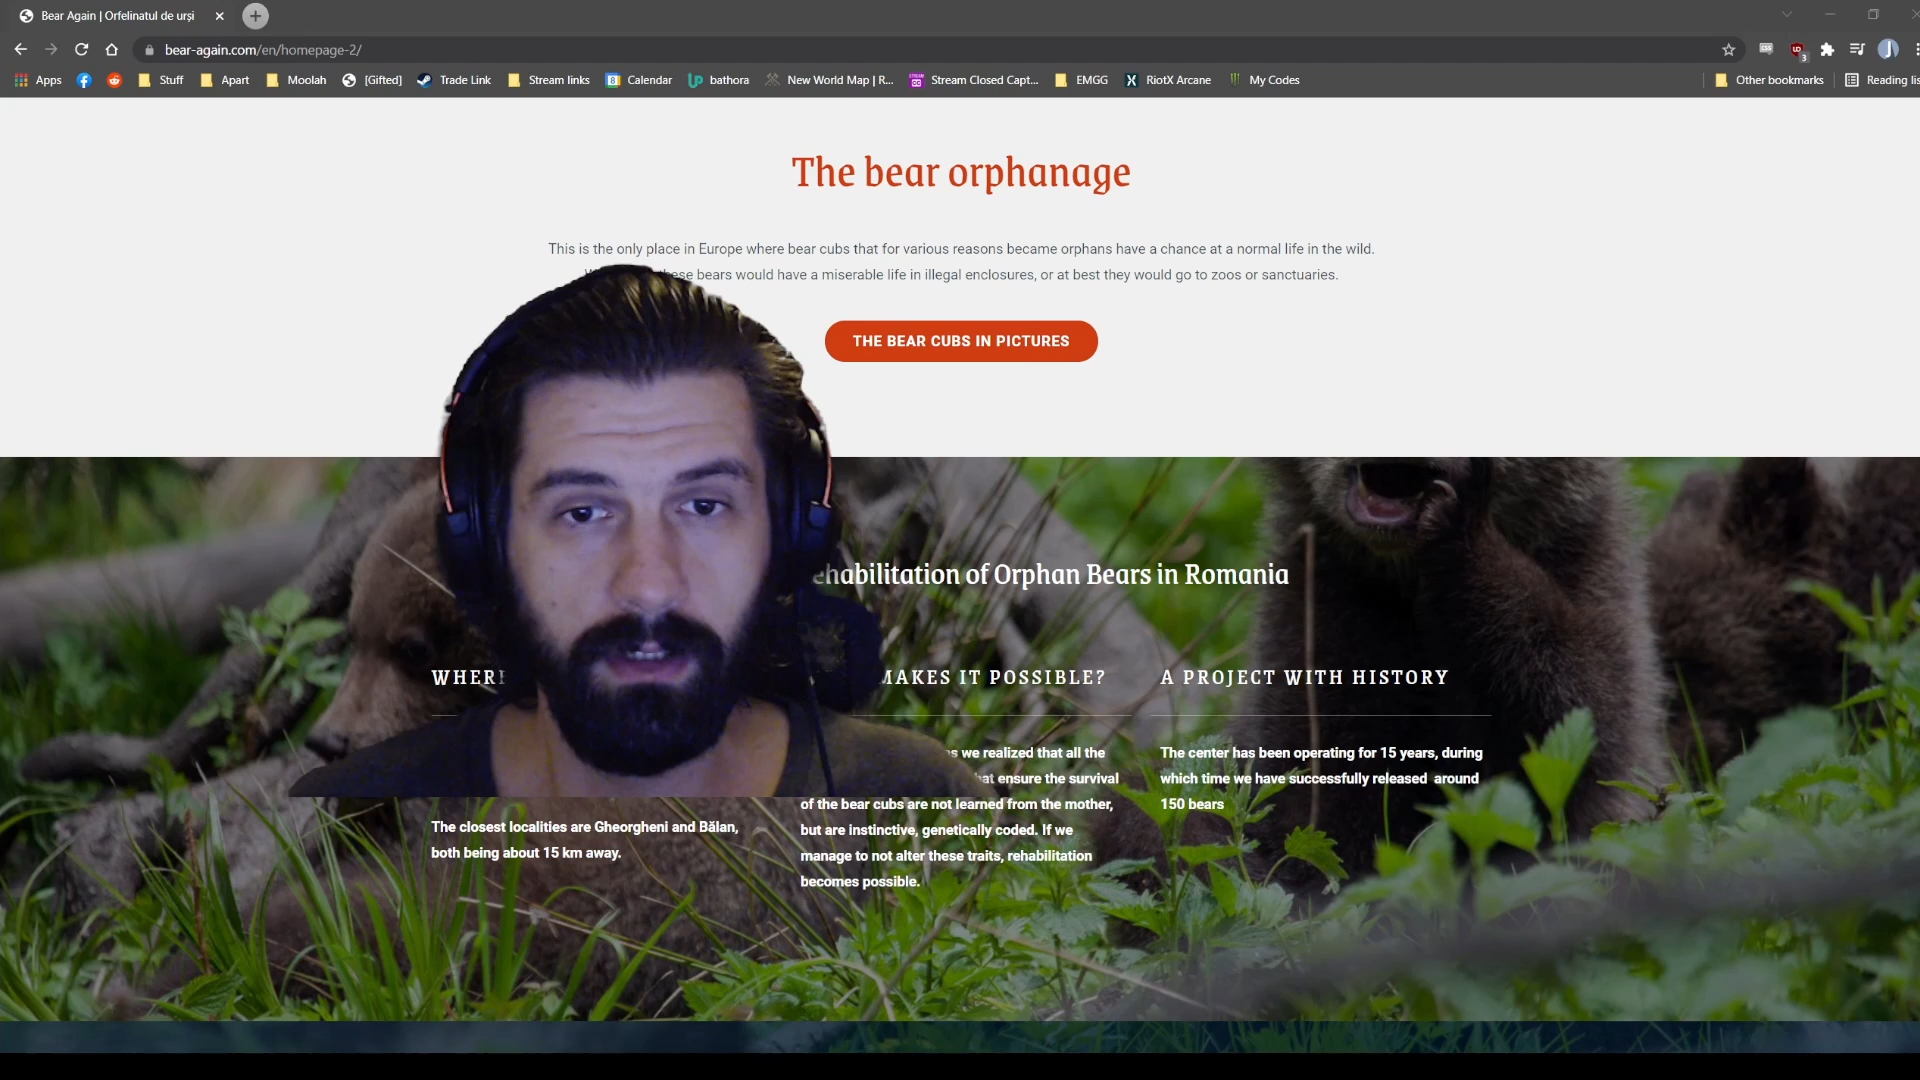 Bear Again | Orfelinatul de urși
bear-again.com/en/homepage-2/
Apps Stuff Apart Moolah [Gifted] Trade Link Stream links Calendar bathora New World Map | R... Stream Closed Capt... EMGG RiotX Arcane My Codes Other bookmarks Reading lis
The bear orphanage
This is the only place in Europe where bear cubs that for various reasons became orphans have a chance at a normal life in the wild.
these bears would have a miserable life in illegal enclosures, or at best they would go to zoos or sanctuaries.
THE BEAR CUBS IN PICTURES
ehabilitation of Orphan Bears in Romania
WHERE
MAKES IT POSSIBLE?
A PROJECT WITH HISTORY
The closest localities are Gheorgheni and Bălan,
both being about 15 km away.
s we realized that all the
hat ensure the survival
of the bear cubs are not learned from the mother,
but are instinctive, genetically coded. If we
manage to not alter these traits, rehabilitation
becomes possible.
The center has been operating for 15 years, during
which time we have successfully released around
150 bears